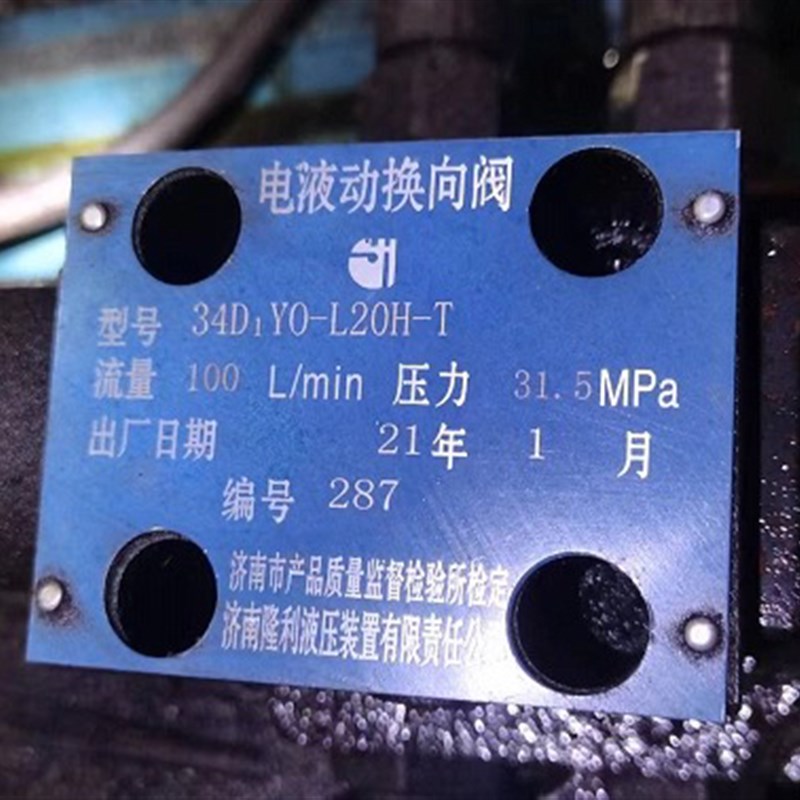 电液动换向阀
型号 34D₁YO-L20H-T
流量 100 L/min 压力 31.5MPa
出厂日期 21年 1 月
编号 287
济南市产品质量监督检验所检定
济南隆利液压装置有限责任公